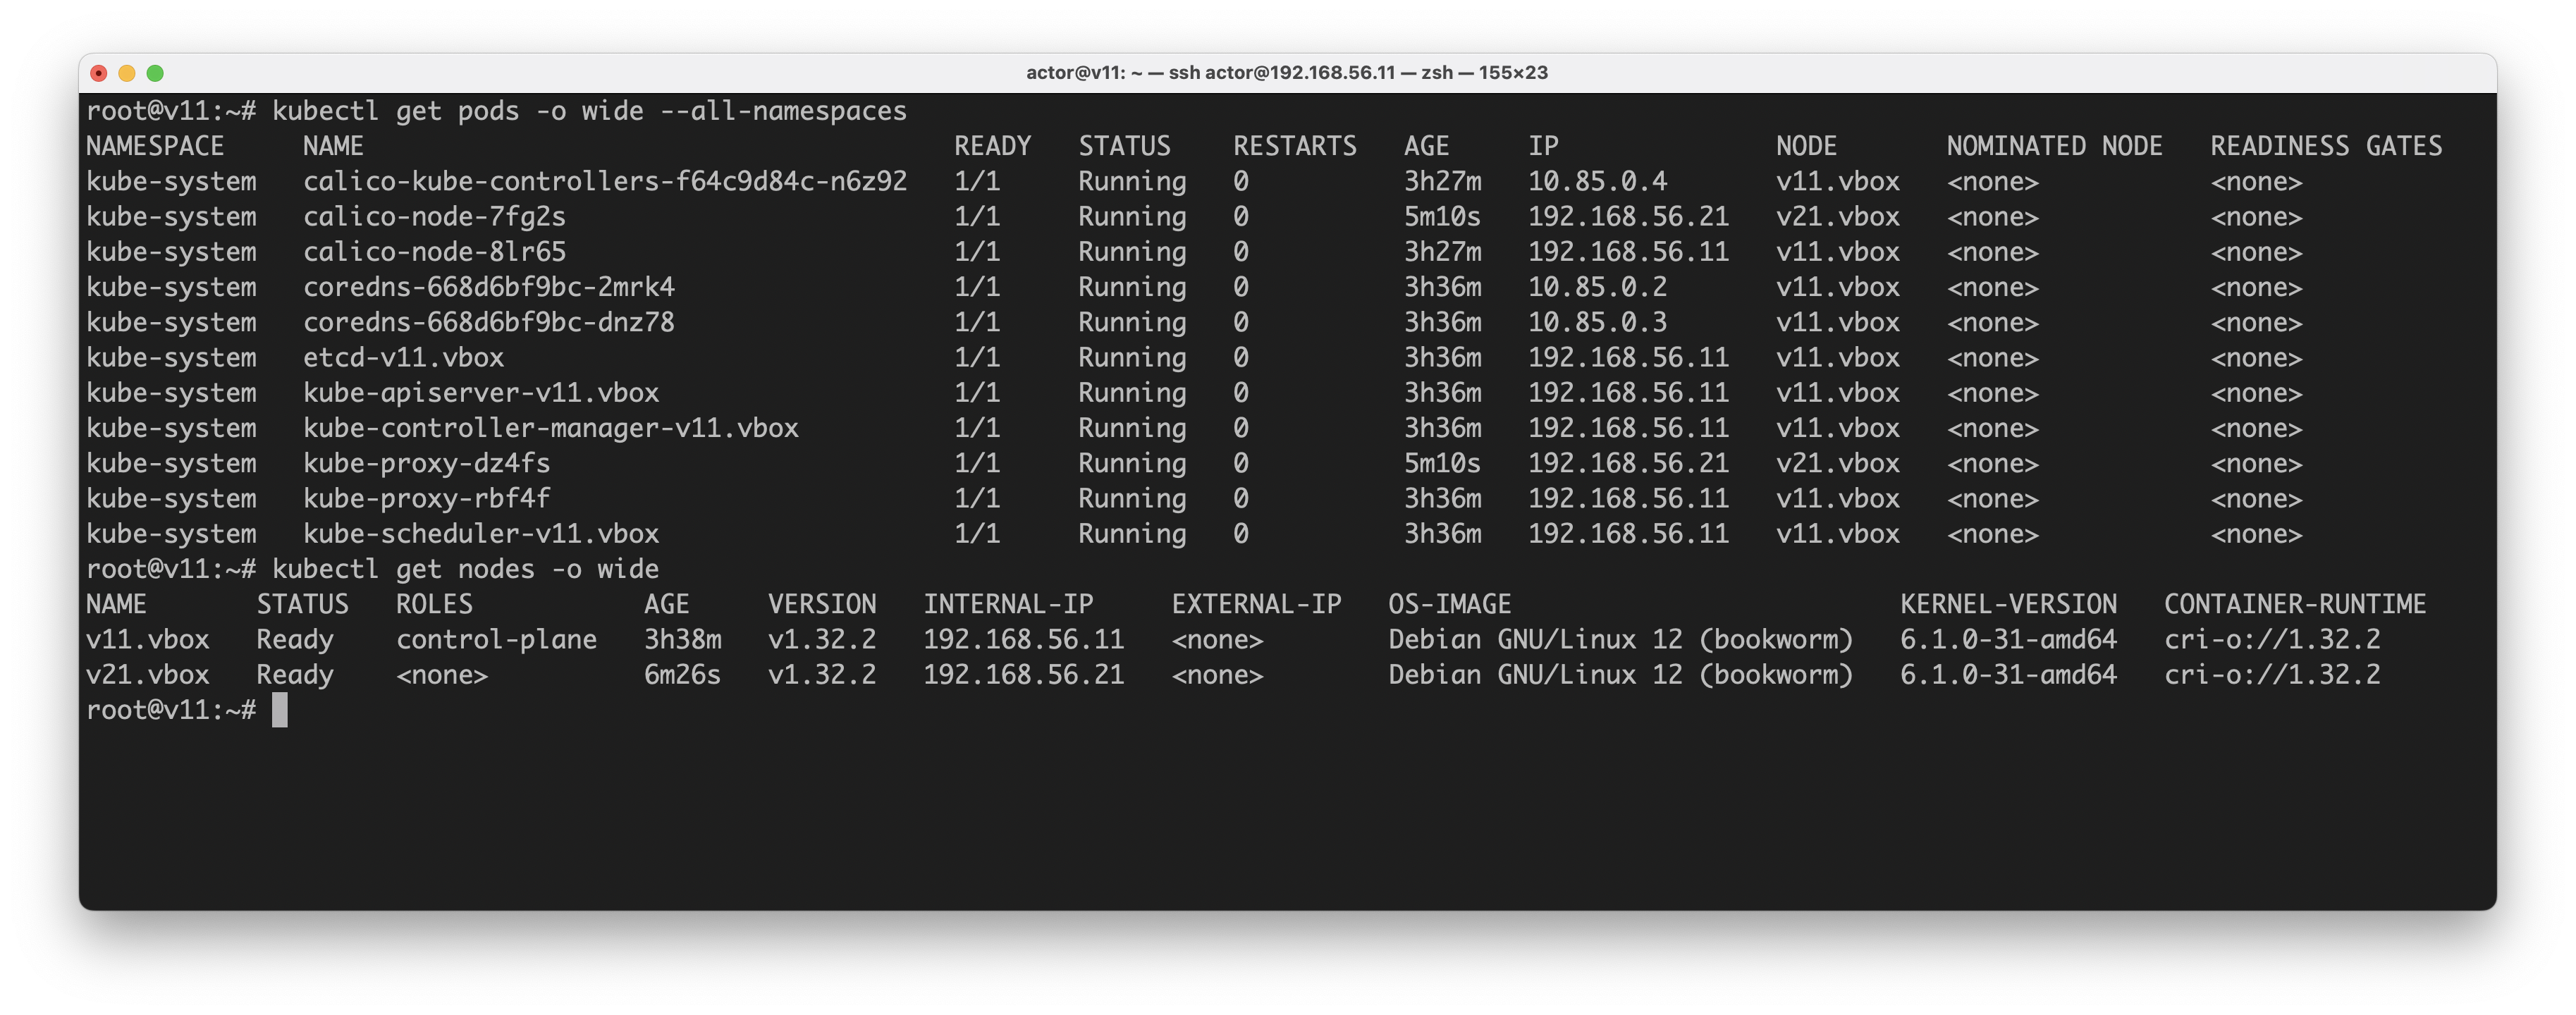 actor@v11: ~ — ssh actor@192.168.56.11 — zsh — 155×23
root@v11:~# kubectl get pods -o wide --all-namespaces
NAMESPACE     NAME                                      READY   STATUS    RESTARTS   AGE     IP              NODE       NOMINATED NODE   READINESS GATES
kube-system   calico-kube-controllers-f64c9d84c-n6z92   1/1     Running   0          3h27m   10.85.0.4       v11.vbox   <none>           <none>
kube-system   calico-node-7fg2s                         1/1     Running   0          5m10s   192.168.56.21   v21.vbox   <none>           <none>
kube-system   calico-node-8lr65                         1/1     Running   0          3h27m   192.168.56.11   v11.vbox   <none>           <none>
kube-system   coredns-668d6bf9bc-2mrk4                  1/1     Running   0          3h36m   10.85.0.2       v11.vbox   <none>           <none>
kube-system   coredns-668d6bf9bc-dnz78                  1/1     Running   0          3h36m   10.85.0.3       v11.vbox   <none>           <none>
kube-system   etcd-v11.vbox                             1/1     Running   0          3h36m   192.168.56.11   v11.vbox   <none>           <none>
kube-system   kube-apiserver-v11.vbox                   1/1     Running   0          3h36m   192.168.56.11   v11.vbox   <none>           <none>
kube-system   kube-controller-manager-v11.vbox          1/1     Running   0          3h36m   192.168.56.11   v11.vbox   <none>           <none>
kube-system   kube-proxy-dz4fs                          1/1     Running   0          5m10s   192.168.56.21   v21.vbox   <none>           <none>
kube-system   kube-proxy-rbf4f                          1/1     Running   0          3h36m   192.168.56.11   v11.vbox   <none>           <none>
kube-system   kube-scheduler-v11.vbox                   1/1     Running   0          3h36m   192.168.56.11   v11.vbox   <none>           <none>
root@v11:~# kubectl get nodes -o wide
NAME       STATUS   ROLES           AGE     VERSION   INTERNAL-IP     EXTERNAL-IP   OS-IMAGE                         KERNEL-VERSION   CONTAINER-RUNTIME
v11.vbox   Ready    control-plane   3h38m   v1.32.2   192.168.56.11   <none>        Debian GNU/Linux 12 (bookworm)   6.1.0-31-amd64   cri-o://1.32.2
v21.vbox   Ready    <none>          6m26s   v1.32.2   192.168.56.21   <none>        Debian GNU/Linux 12 (bookworm)   6.1.0-31-amd64   cri-o://1.32.2
root@v11:~#